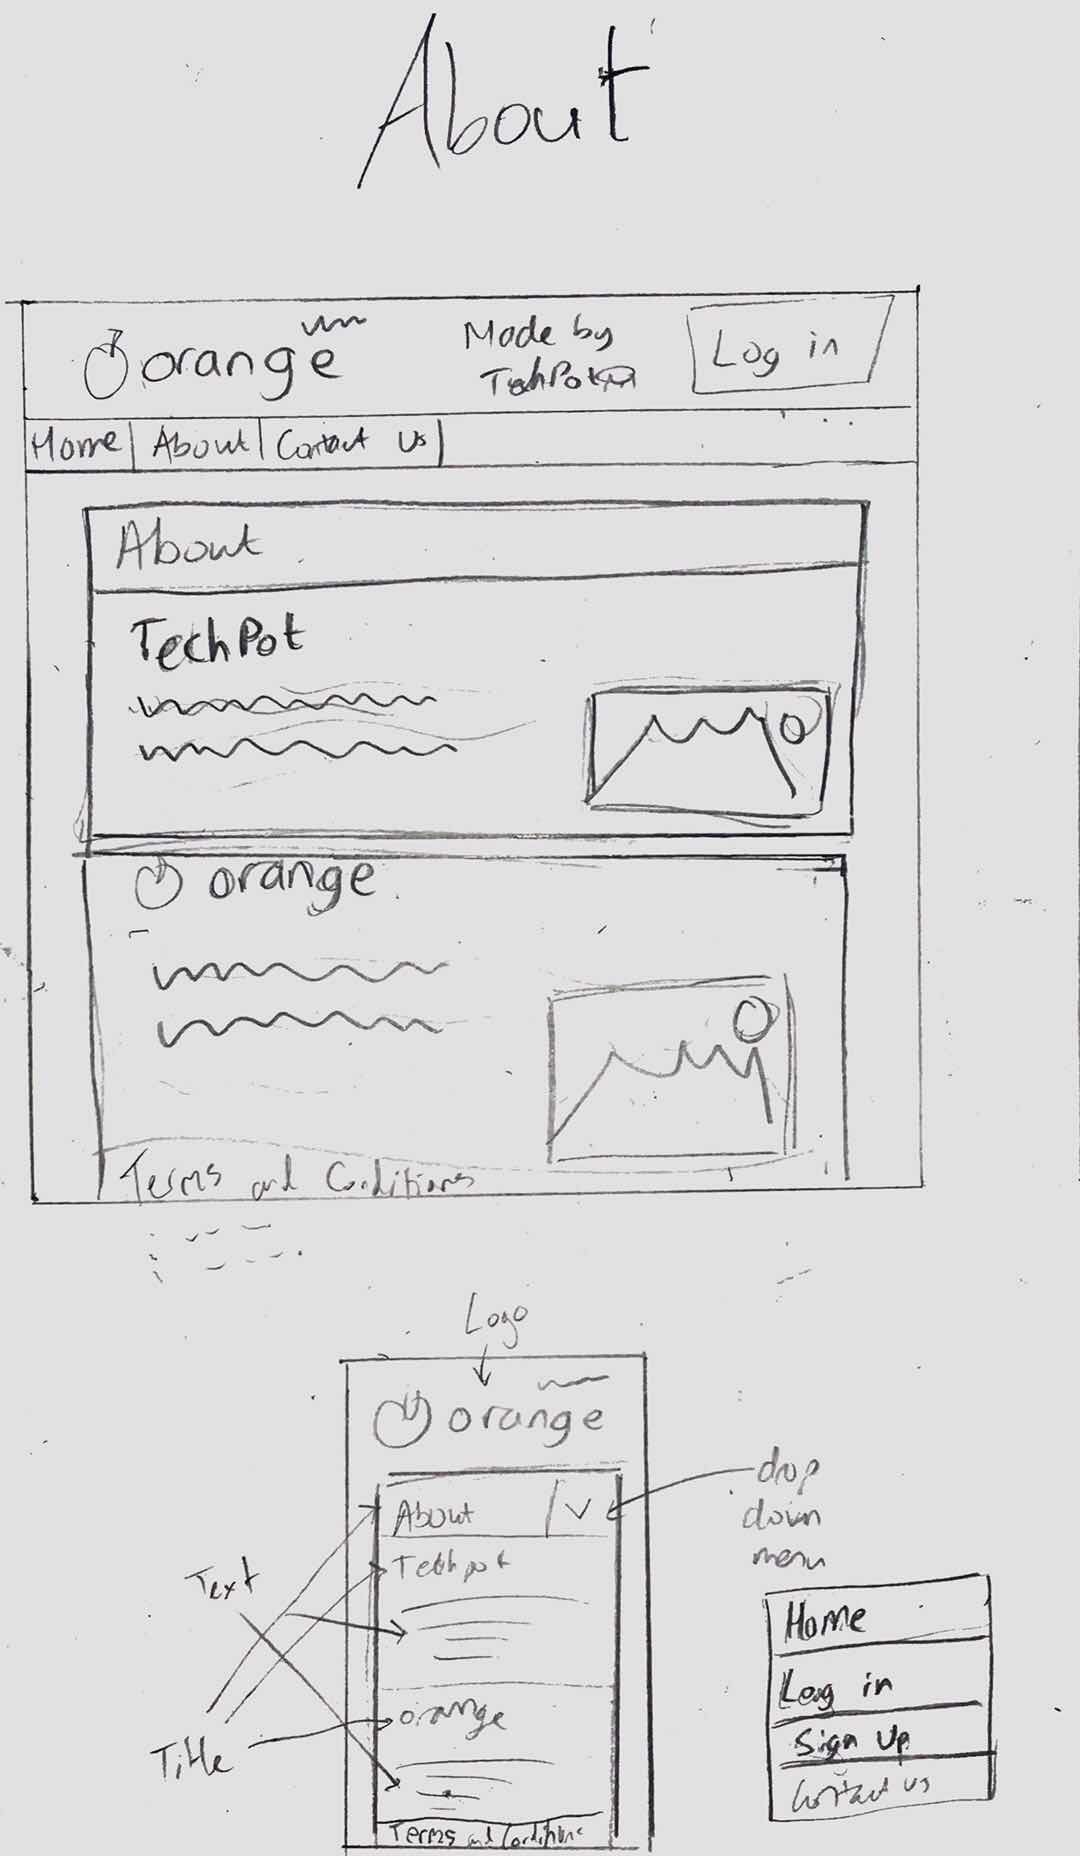 About
orange
Made by
TechPot
Log in
Home About Contact Us
About
TechPot
orange
Terms and Conditions
Logo
orange
About
drop
down
menu
Techpot
Text
orange
Title
Terms and Conditions
Home
Log in
Sign Up
Contact us